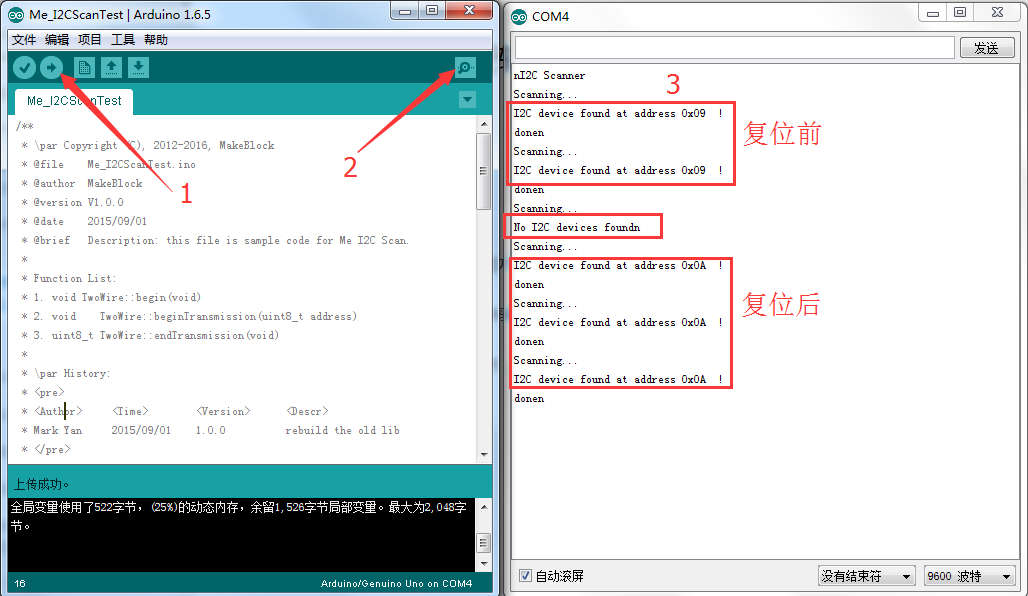 Me_I2CScanTest | Arduino 1.6.5
文件 编辑 项目 工具 帮助
Me_I2CScanTest
/**
* \par Copyright (C), 2012-2016, MakeBlock
* @file Me_I2CScanTest.ino
* @author MakeBlock
* @version V1.0.0
* @date 2015/09/01
* @brief Description: this file is sample code for Me I2C Scan.
*
* Function List:
* 1. void TwoWire::begin(void)
* 2. void TwoWire::beginTransmission(uint8_t address)
* 3. uint8_t TwoWire::endTransmission(void)
*
* \par History:
* <pre>
* <Author> <Time> <Version> <Descr>
* Mark Yan 2015/09/01 1.0.0 rebuild the old lib
* </pre>
1
2
上传成功。
全局变量使用了522字节，(25%)的动态内存，余留1,526字节局部变量。最大为2,048字
节。
16 Arduino/Genuino Uno on COM4
COM4
发送
nI2C Scanner
Scanning...
3
I2C device found at address 0x09 !
donen
复位前
Scanning...
I2C device found at address 0x09 !
donen
Scanning...
No I2C devices foundn
Scanning...
I2C device found at address 0x0A !
donen
Scanning...
复位后
I2C device found at address 0x0A !
donen
Scanning...
I2C device found at address 0x0A !
donen
自动滚屏 没有结束符 9600 波特